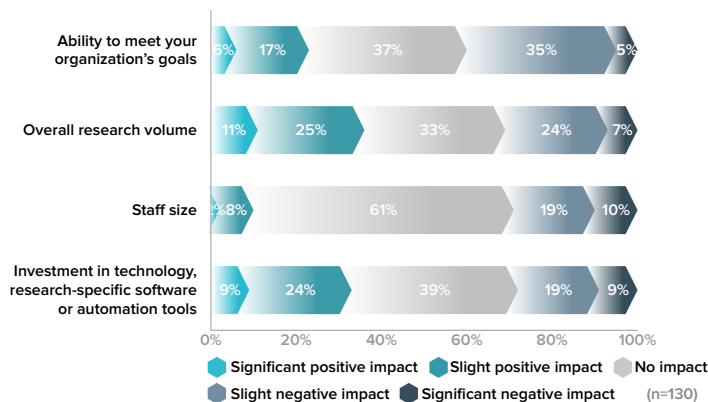 Ability to meet your
organization's goals
6% 17% 37% 35% 5%
Overall research volume
11% 25% 33% 24% 7%
Staff size
2% 8% 61% 19% 10%
Investment in technology,
research-specific software
or automation tools
9% 24% 39% 19% 9%
0% 20% 40% 60% 80% 100%
Significant positive impact Slight positive impact No impact
Slight negative impact Significant negative impact (n=130)